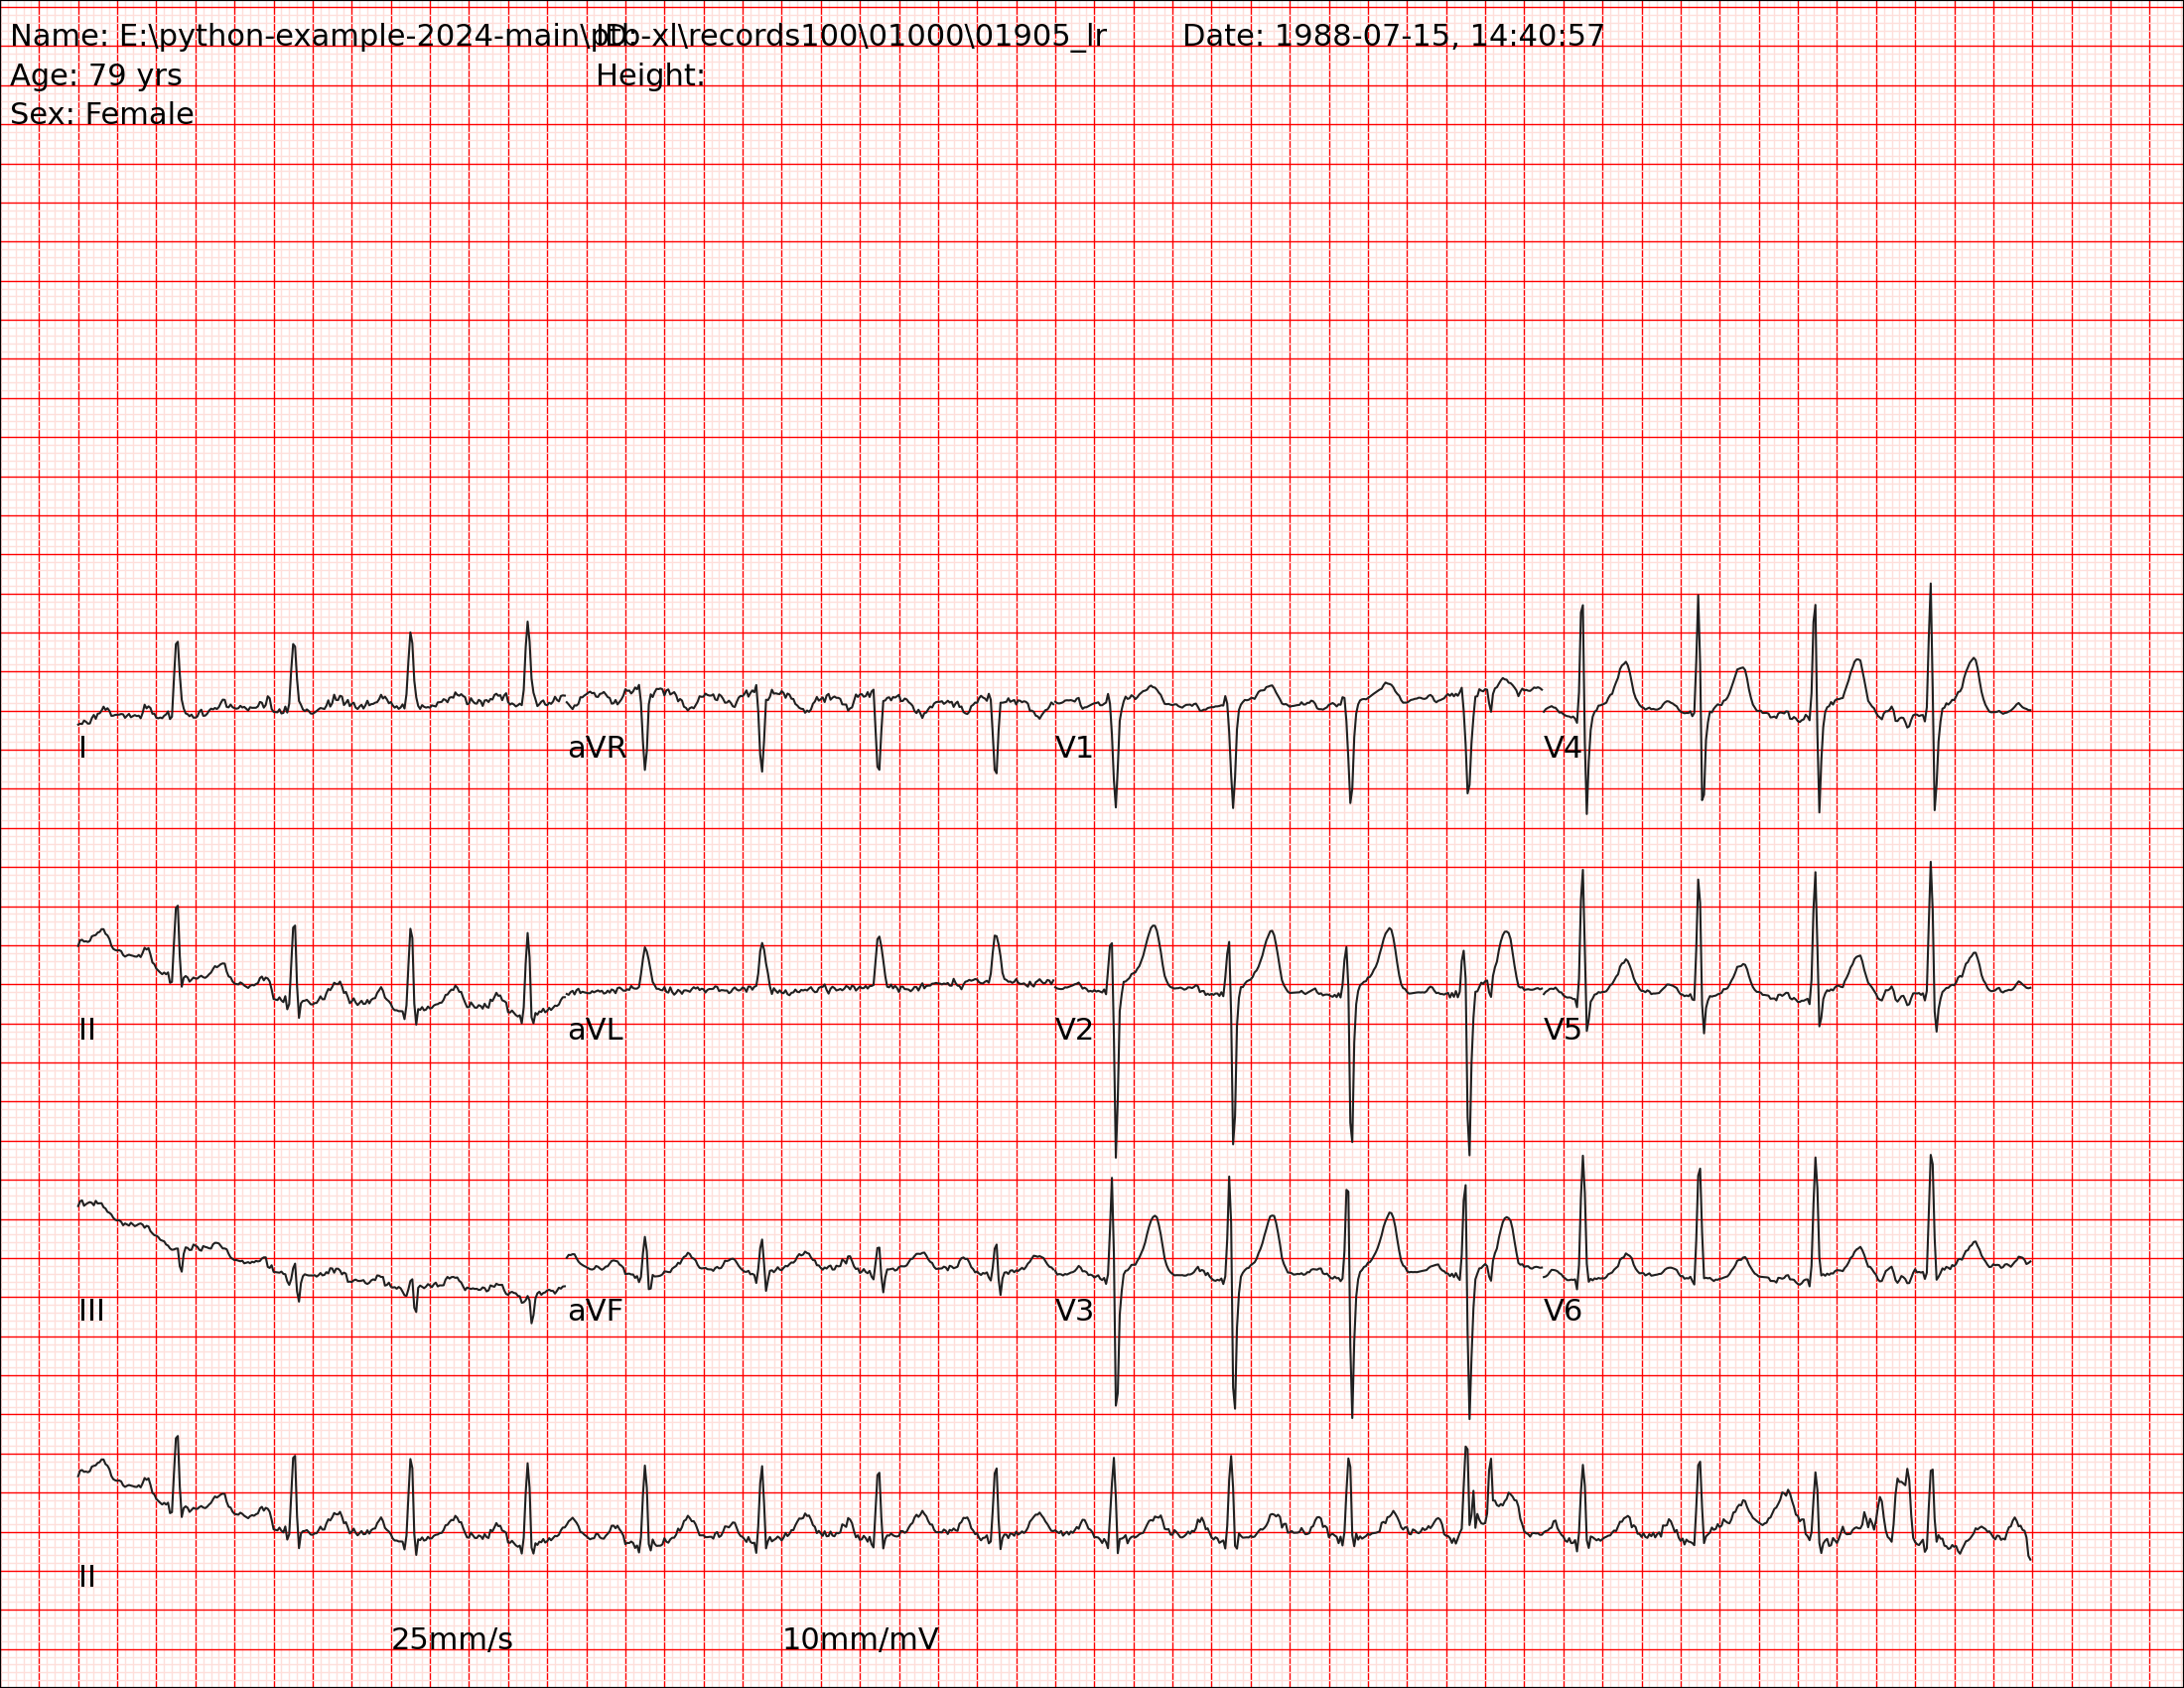 Name: E:\python-example-2024-main\ptb-xl\records100\01000\01905_lr ID: Date: 1988-07-15, 14:40:57
Age: 79 yrs Height:
Sex: Female
I aVR V1 V4
II aVL V2 V5
III aVF V3 V6
II
25mm/s 10mm/mV